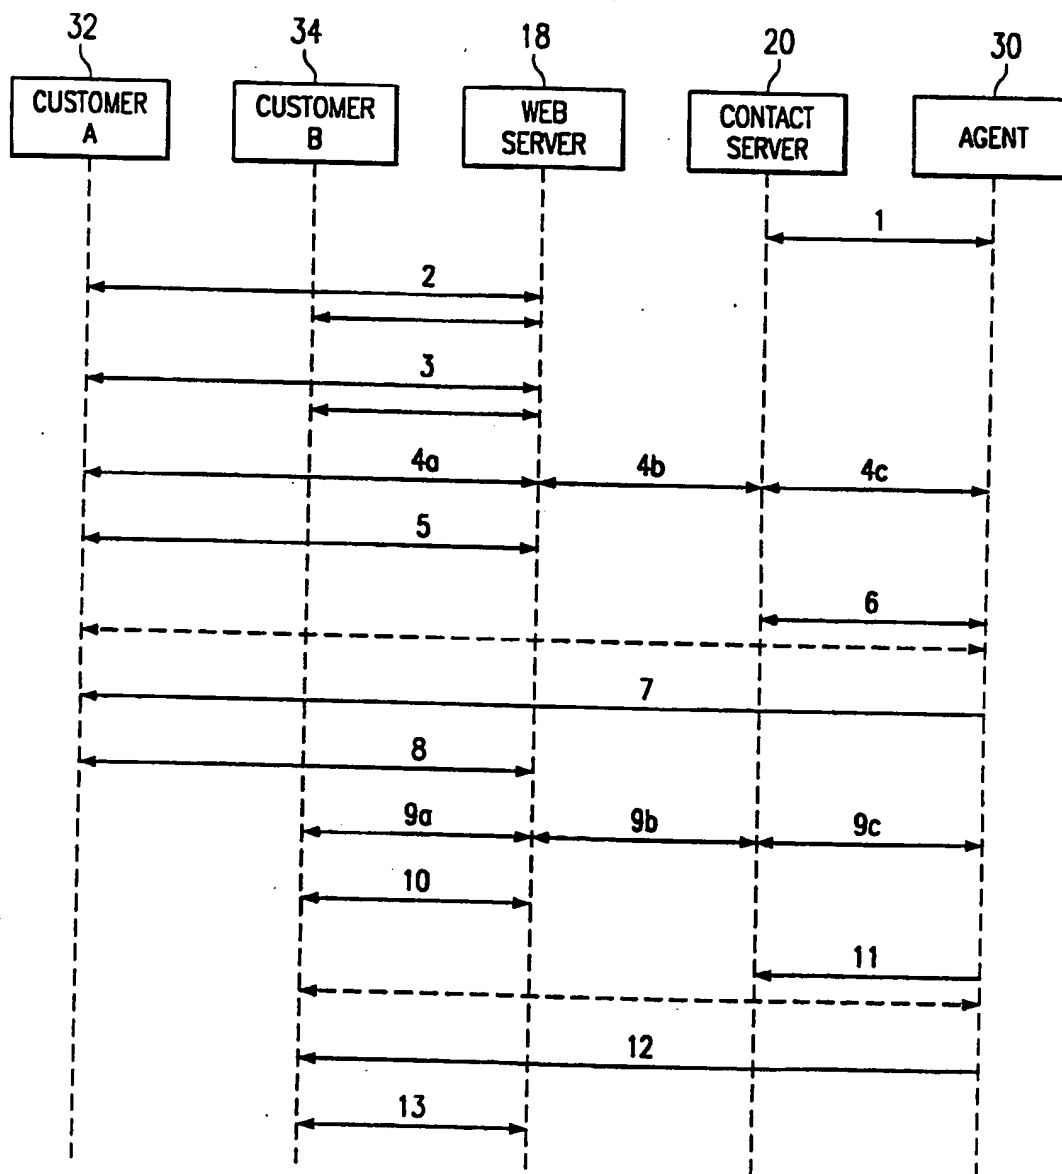 32
34
18
20
30
CUSTOMER
A
CUSTOMER
B
WEB
SERVER
CONTACT
SERVER
AGENT
1
2
3
4a
4b
4c
5
6
7
8
9a
9b
9c
10
11
12
13